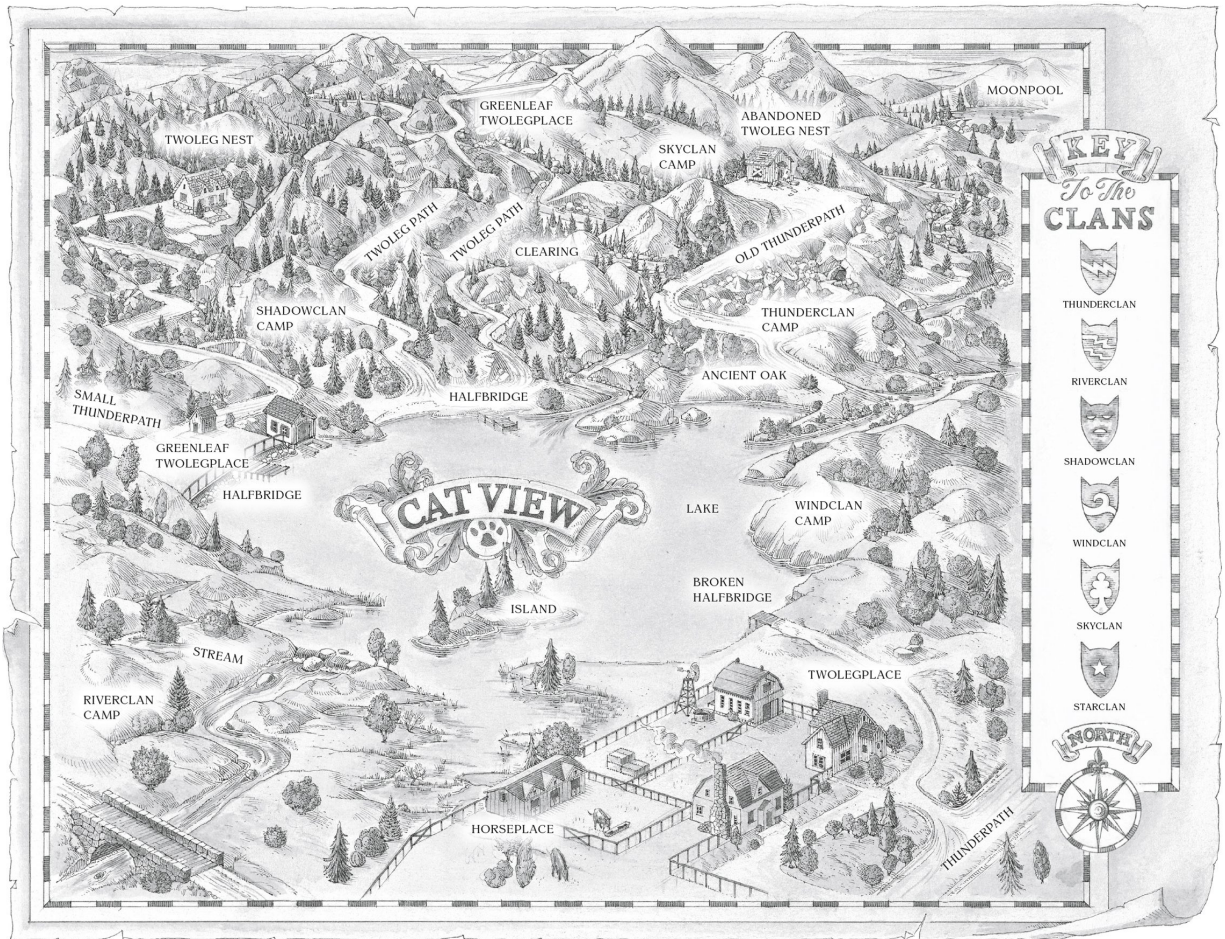 MOONPOOL
GREENLEAF
TWOLEGPLACE
ABANDONED
TWOLEG NEST
TWOLEG NEST
SKYCLAN
CAMP
KEY
To The
CLANS
TWOLEG PATH
TWOLEG PATH
OLD THUNDERPATH
CLEARING
THUNDERCLAN
SHADOWCLAN
CAMP
THUNDERCLAN
CAMP
ANCIENT OAK
RIVERCLAN
HALFBRIDGE
SMALL
THUNDERPATH
GREENLEAF
TWOLEGPLACE
SHADOWCLAN
HALFBRIDGE
CAT VIEW
LAKE
WINDCLAN
CAMP
WINDCLAN
BROKEN
HALFBRIDGE
ISLAND
SKYCLAN
STREAM
TWOLEGPLACE
RIVERCLAN
CAMP
STARCLAN
NORTH
HORSEPLACE
THUNDERPATH